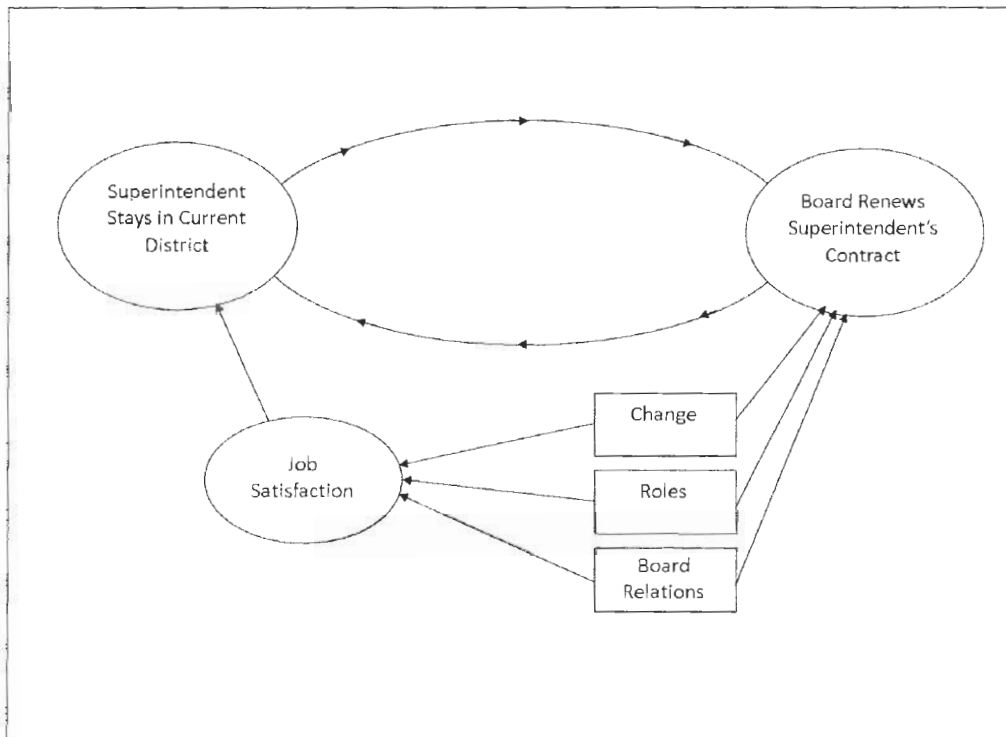 Superintendent
Stays in Current
District
Board Renews
Superintendent's
Contract
Change
Job
Satisfaction
Roles
Board
Relations